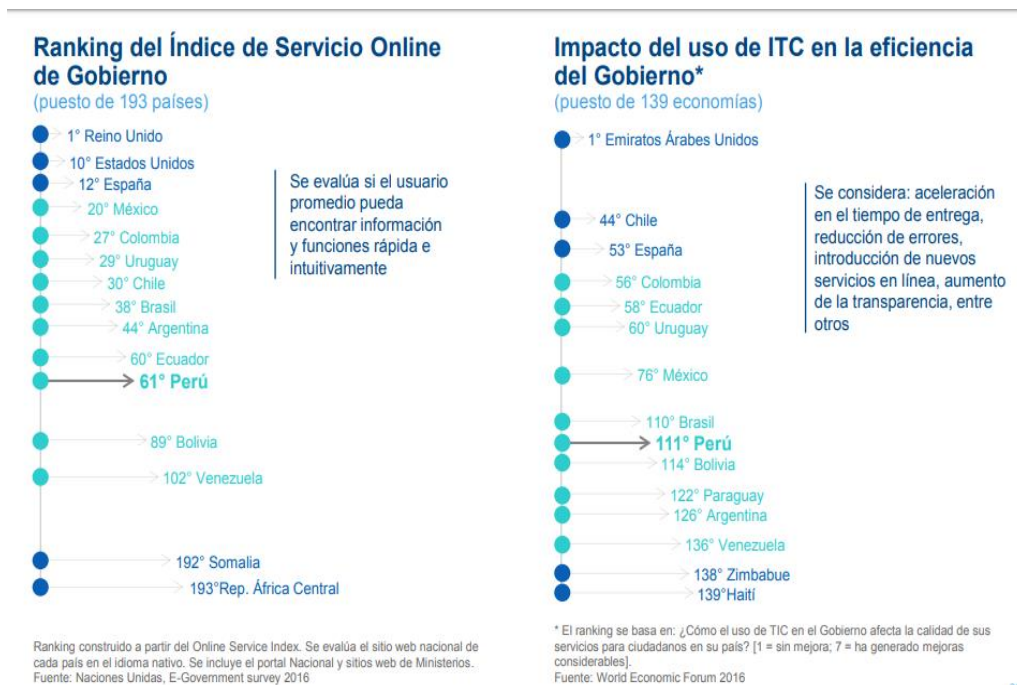 Ranking del Índice de Servicio Online
de Gobierno
(puesto de 193 países)
1° Reino Unido
10° Estados Unidos
12° España
20° México
27° Colombia
29° Uruguay
30° Chile
38° Brasil
44° Argentina
60° Ecuador
61° Perú
89° Bolivia
102° Venezuela
192° Somalia
193°Rep. África Central
Se evalúa si el usuario
promedio pueda
encontrar información
y funciones rápida e
intuitivamente
Ranking construido a partir del Online Service Index. Se evalúa el sitio web nacional de
cada país en el idioma nativo. Se incluye el portal Nacional y sitios web de Ministerios.
Fuente: Naciones Unidas, E-Government survey 2016
Impacto del uso de ITC en la eficiencia
del Gobierno*
(puesto de 139 economías)
1° Emiratos Árabes Unidos
44° Chile
53° España
56° Colombia
58° Ecuador
60° Uruguay
76° México
110° Brasil
111° Perú
114° Bolivia
122° Paraguay
126° Argentina
136° Venezuela
138° Zimbabue
139°Haití
Se considera: aceleración
en el tiempo de entrega,
reducción de errores,
introducción de nuevos
servicios en línea, aumento
de la transparencia, entre
otros
* El ranking se basa en: ¿Cómo el uso de TIC en el Gobierno afecta la calidad de sus
servicios para ciudadanos en su país? [1 = sin mejora; 7 = ha generado mejoras
considerables].
Fuente: World Economic Forum 2016